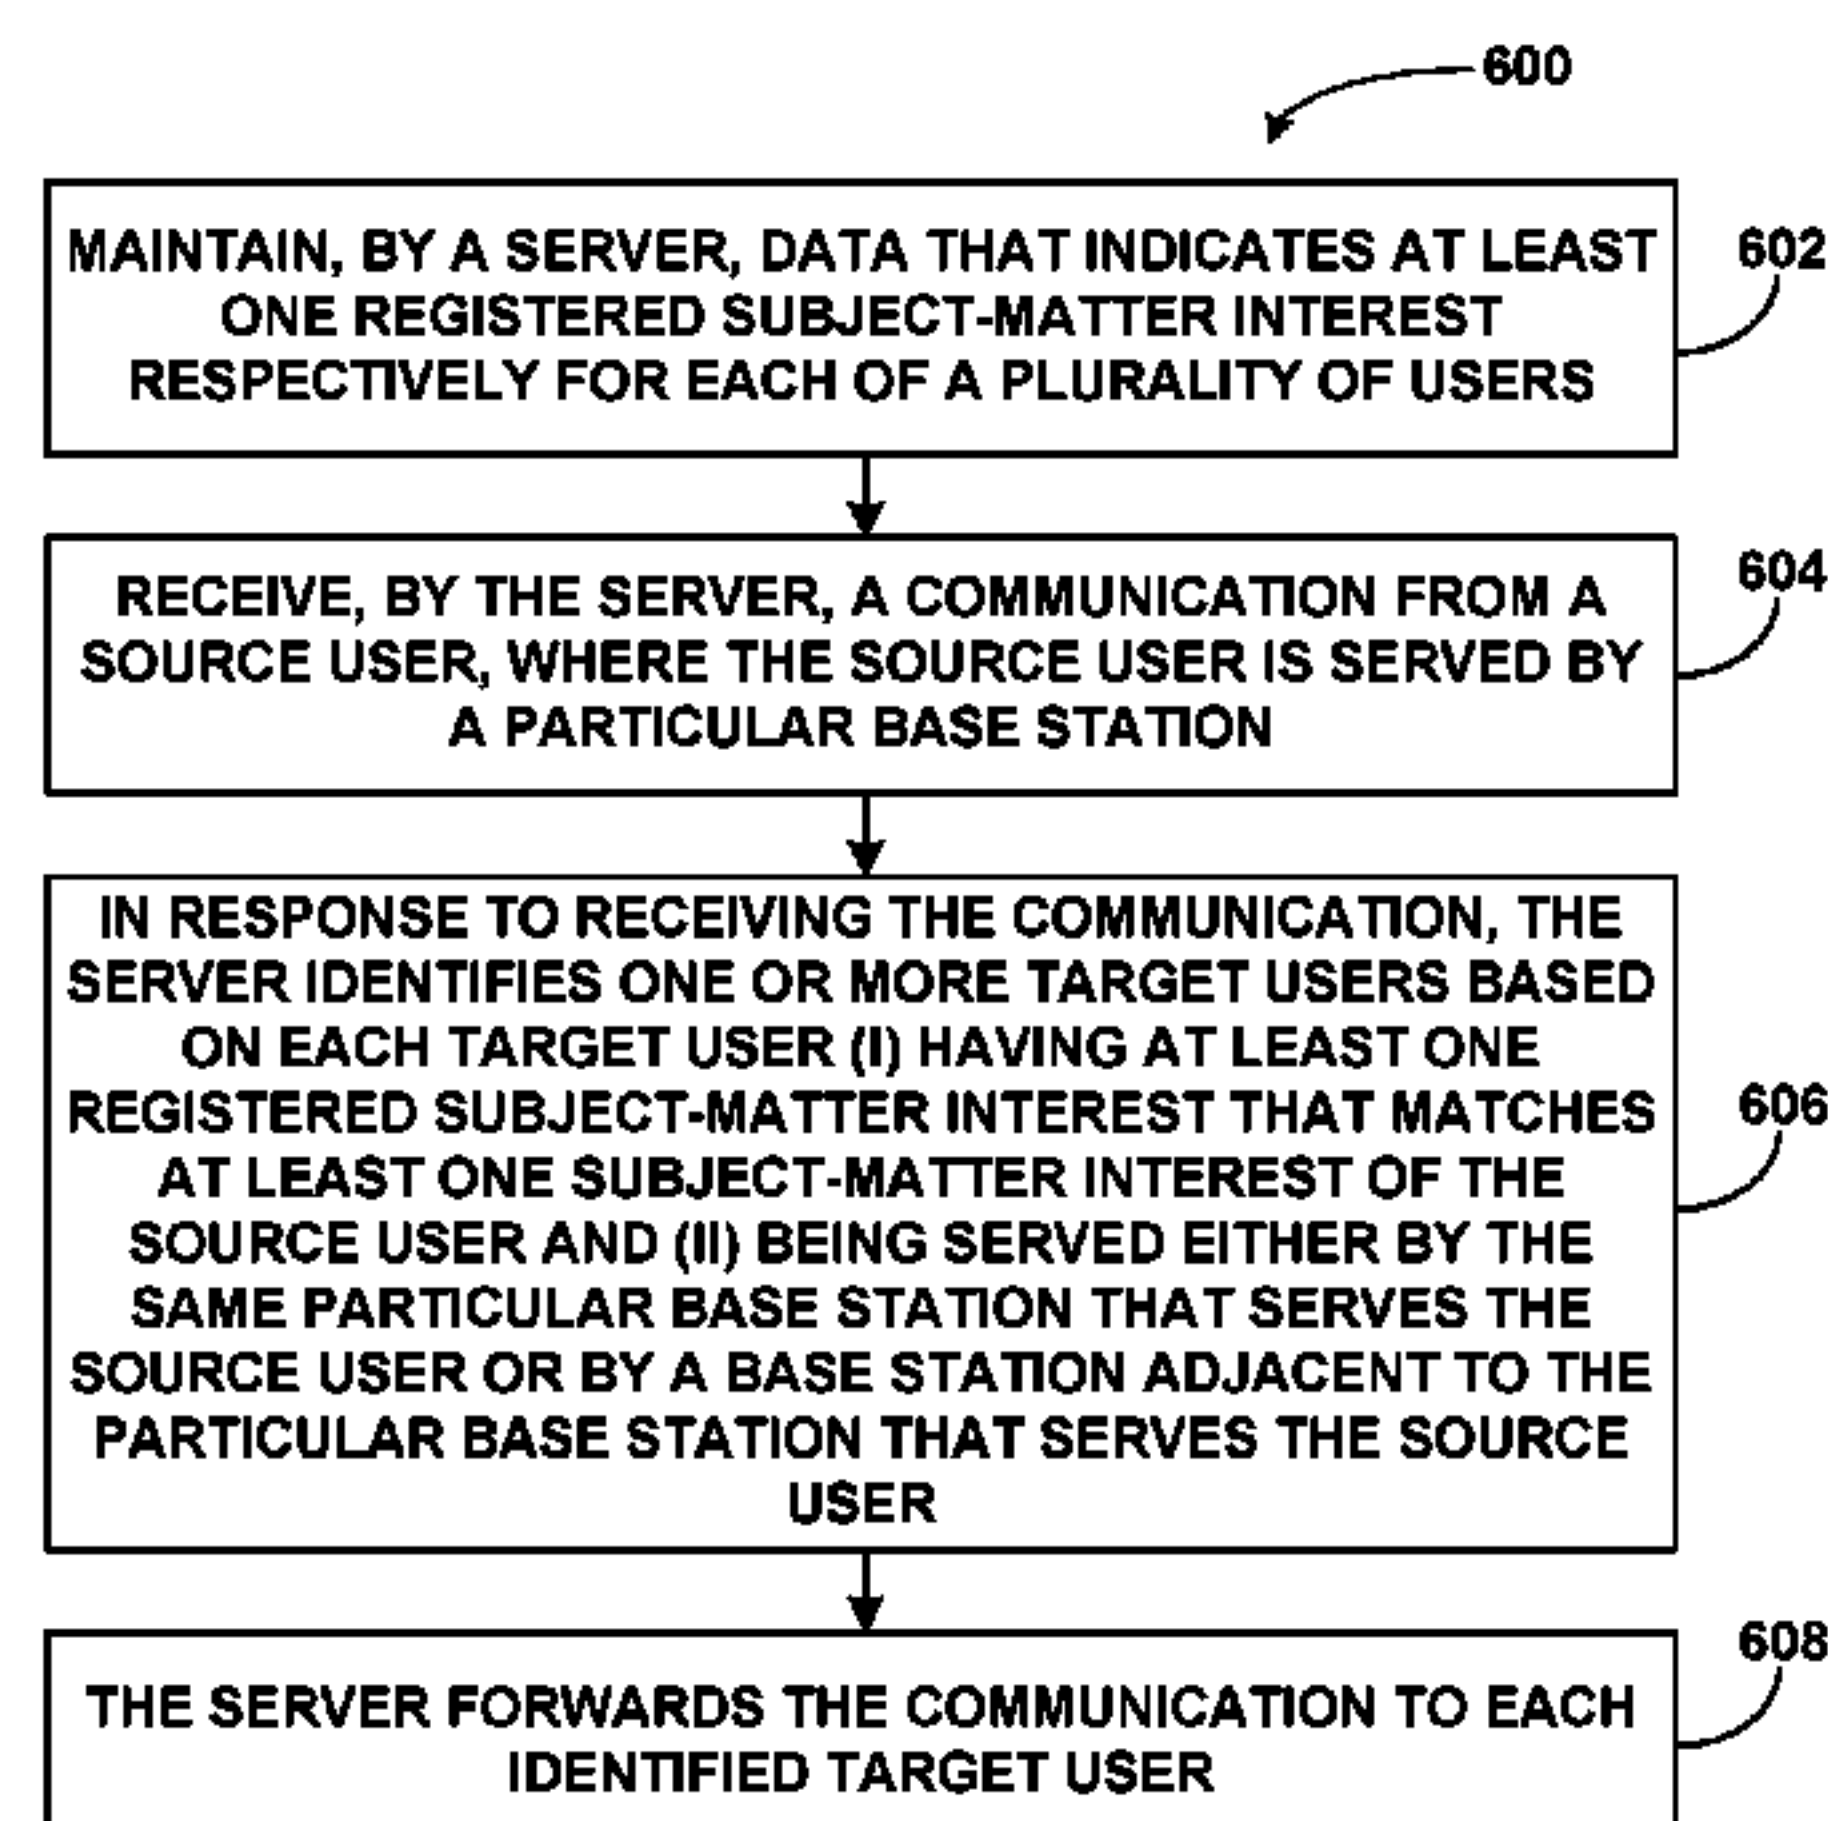 600
MAINTAIN, BY A SERVER, DATA THAT INDICATES AT LEAST
ONE REGISTERED SUBJECT-MATTER INTEREST
RESPECTIVELY FOR EACH OF A PLURALITY OF USERS
602
RECEIVE, BY THE SERVER, A COMMUNICATION FROM A
SOURCE USER, WHERE THE SOURCE USER IS SERVED BY
A PARTICULAR BASE STATION
604
IN RESPONSE TO RECEIVING THE COMMUNICATION, THE
SERVER IDENTIFIES ONE OR MORE TARGET USERS BASED
ON EACH TARGET USER (I) HAVING AT LEAST ONE
REGISTERED SUBJECT-MATTER INTEREST THAT MATCHES
AT LEAST ONE SUBJECT-MATTER INTEREST OF THE
SOURCE USER AND (II) BEING SERVED EITHER BY THE
SAME PARTICULAR BASE STATION THAT SERVES THE
SOURCE USER OR BY A BASE STATION ADJACENT TO THE
PARTICULAR BASE STATION THAT SERVES THE SOURCE
USER
606
THE SERVER FORWARDS THE COMMUNICATION TO EACH
IDENTIFIED TARGET USER
608